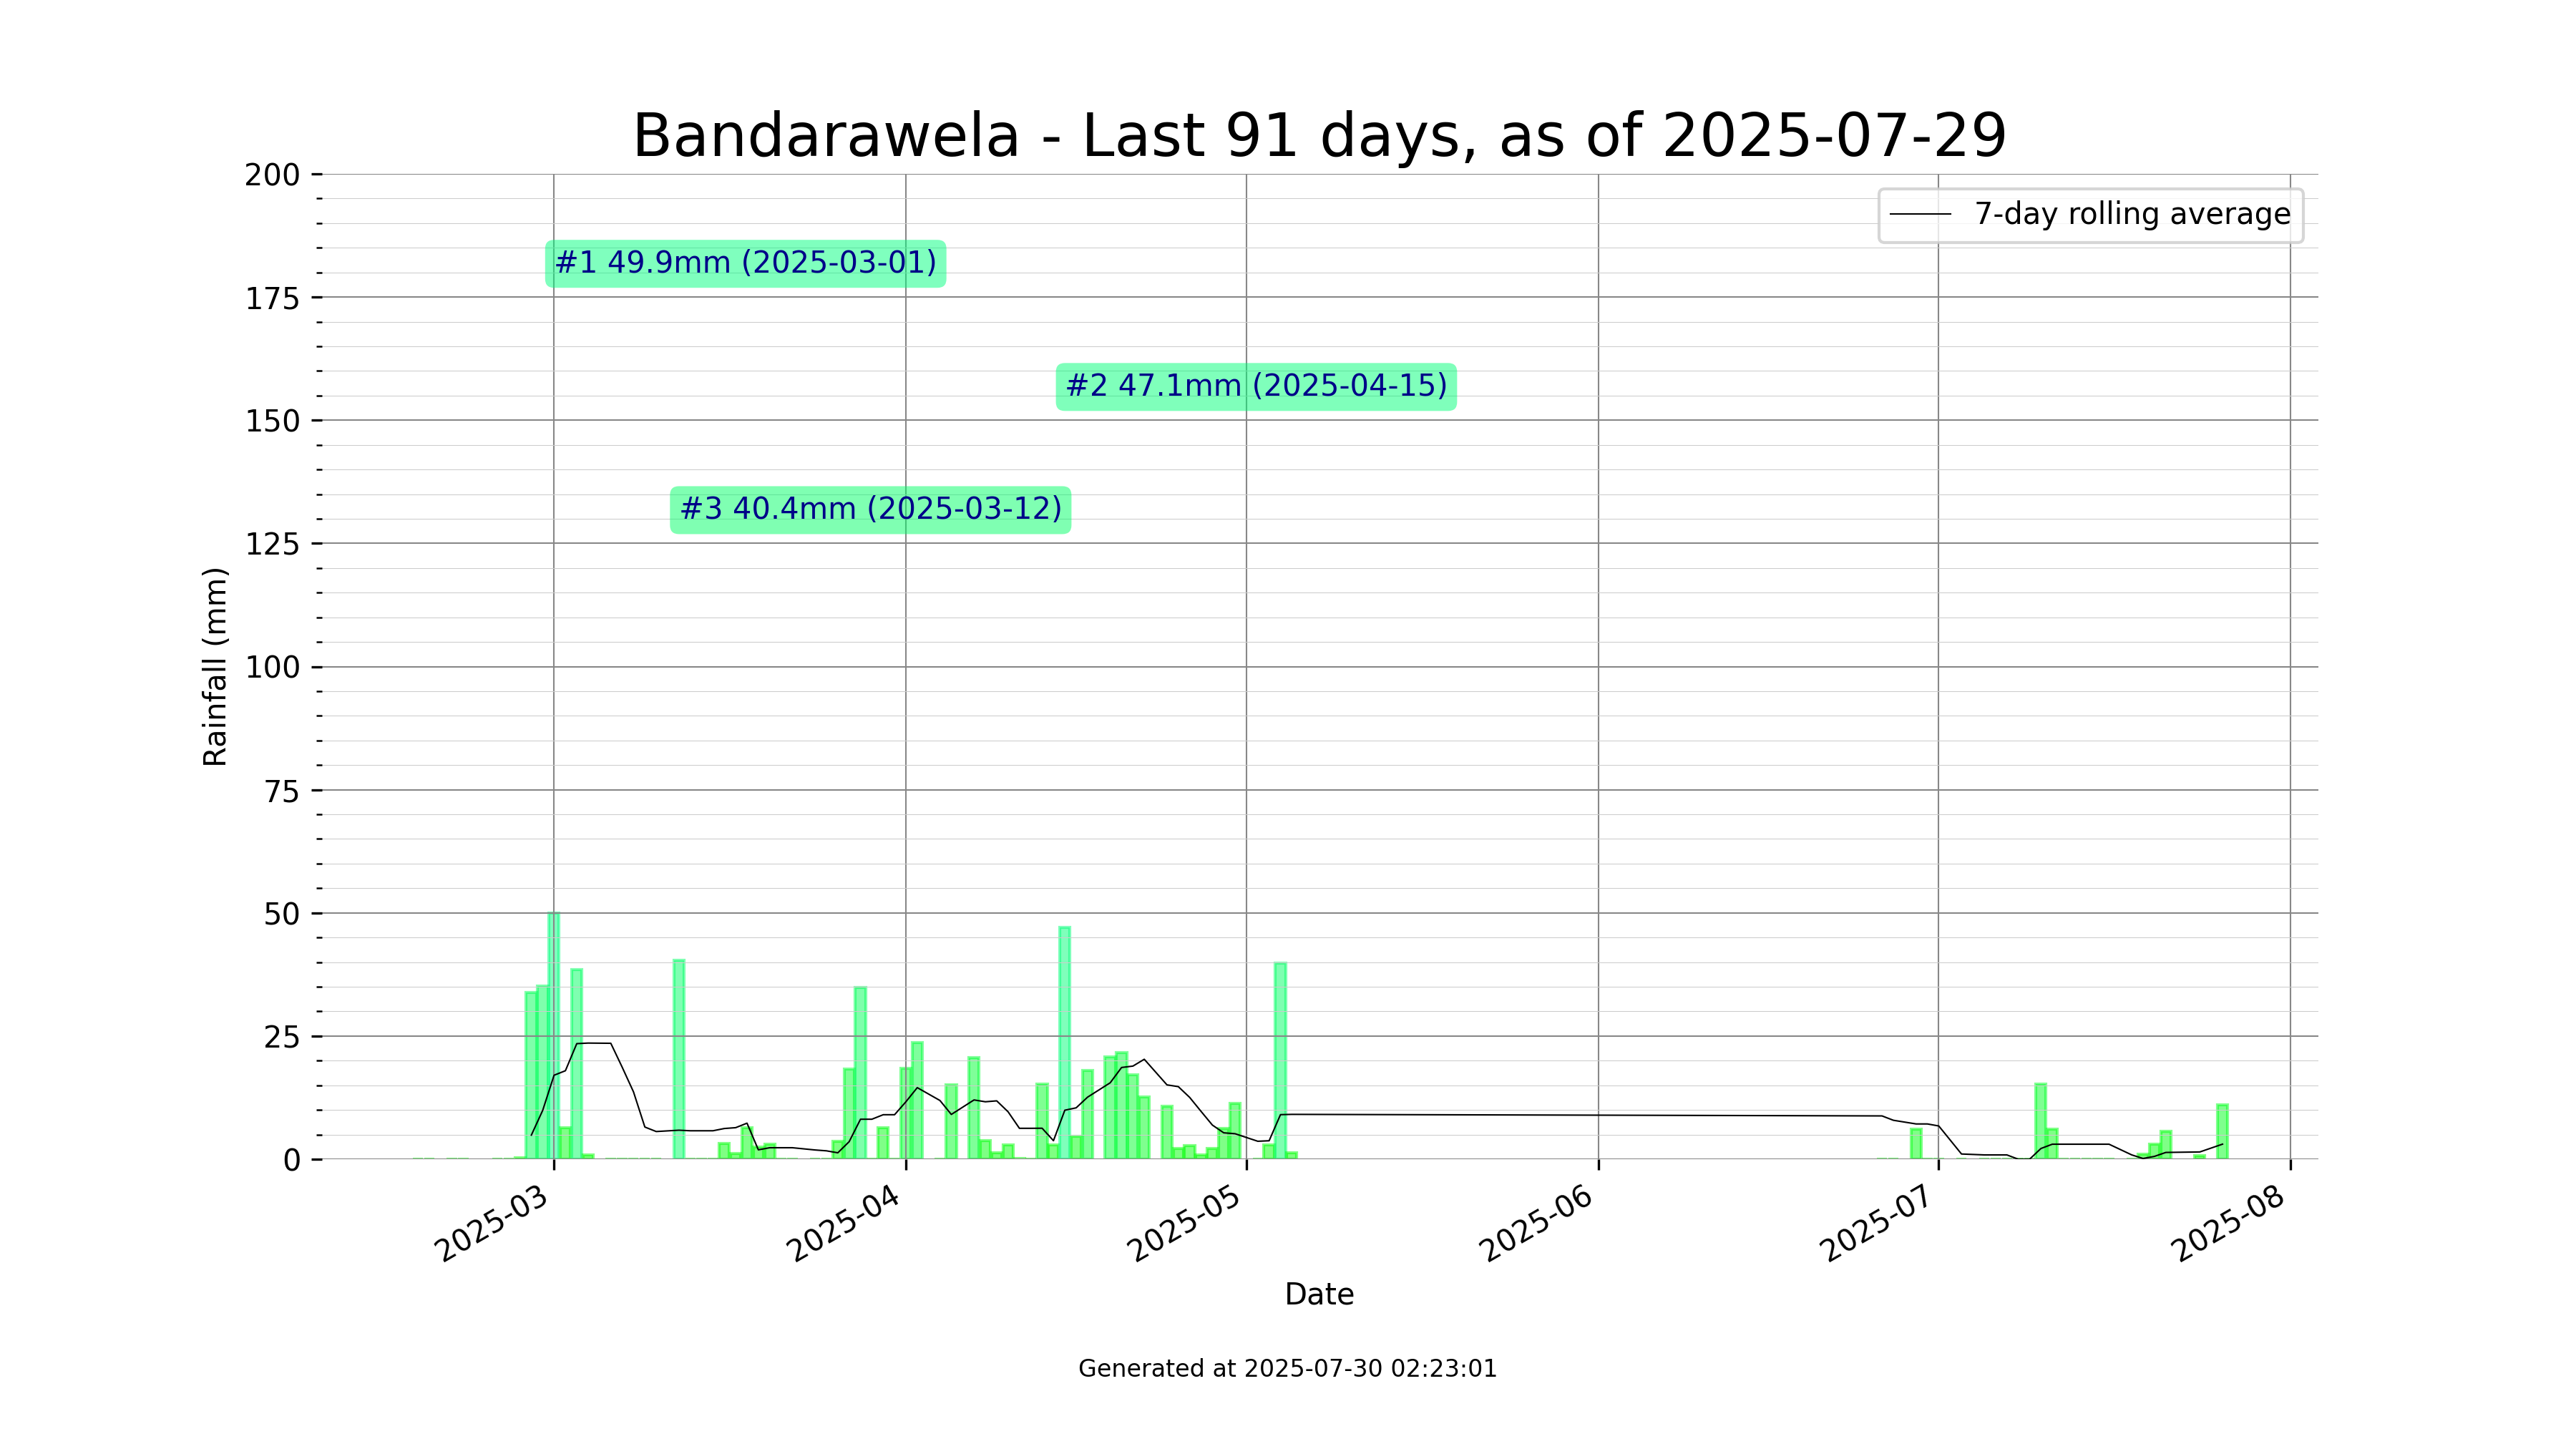 Bandarawela - Last 91 days, as of 2025-07-29
200
175
150
125
100
75
50
25
0
Rainfall (mm)
7-day rolling average
#1 49.9mm (2025-03-01)
#2 47.1mm (2025-04-15)
#3 40.4mm (2025-03-12)
2025-03
2025-04
2025-05
2025-06
2025-07
2025-08
Date
Generated at 2025-07-30 02:23:01